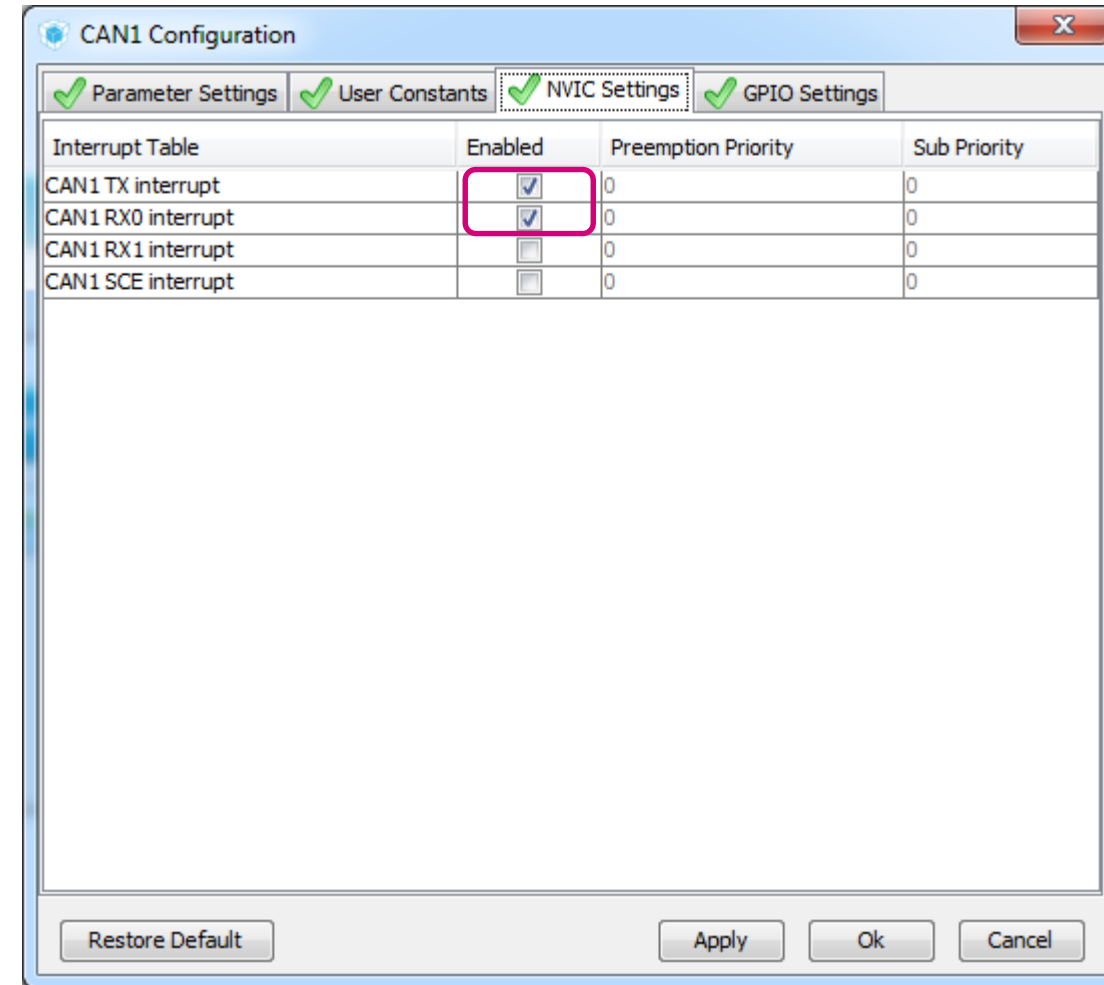 CAN1 Configuration
Parameter Settings User Constants NVIC Settings GPIO Settings
Interrupt Table Enabled Preemption Priority Sub Priority
CAN1 TX interrupt 0 0
CAN1 RX0 interrupt 0 0
CAN1 RX1 interrupt 0 0
CAN1 SCE interrupt 0 0
Restore Default Apply Ok Cancel